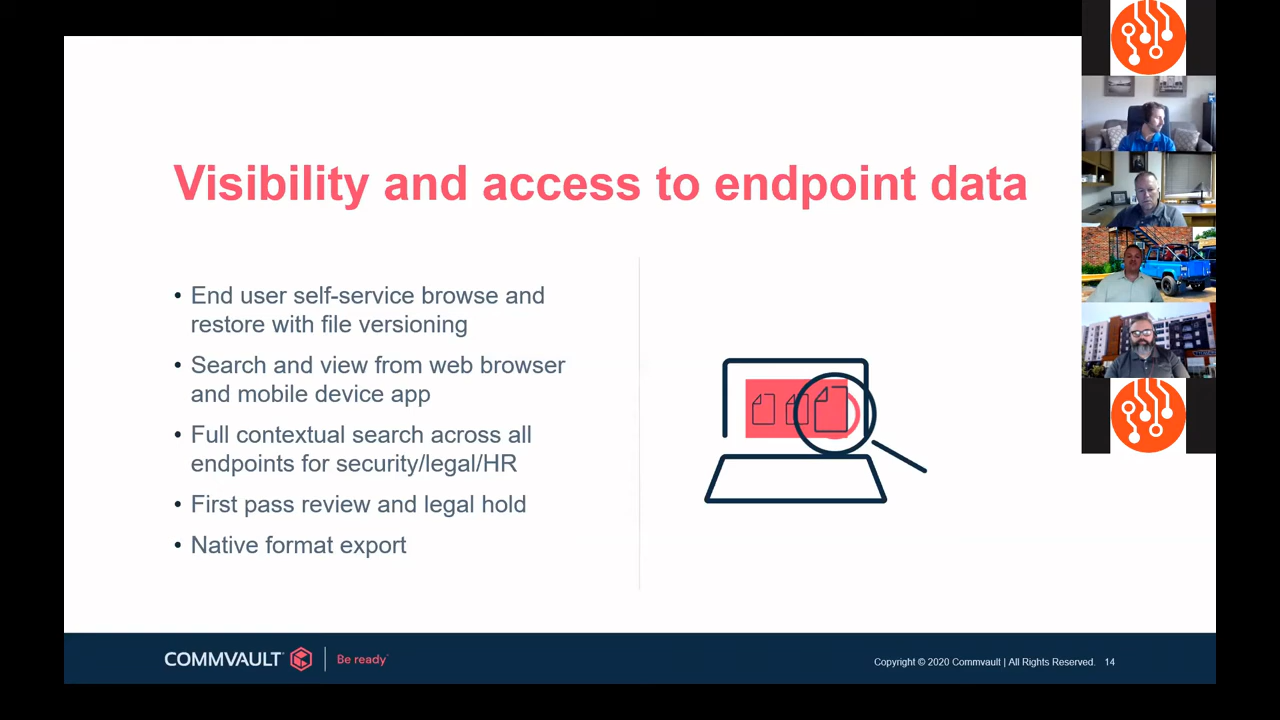 Visibility and access to endpoint data
• End user self-service browse and
restore with file versioning
• Search and view from web browser
and mobile device app
• Full contextual search across all
endpoints for security/legal/HR
• First pass review and legal hold
• Native format export
COMMVAULT
Be ready™
Copyright © 2020 Commvault | All Rights Reserved. 14